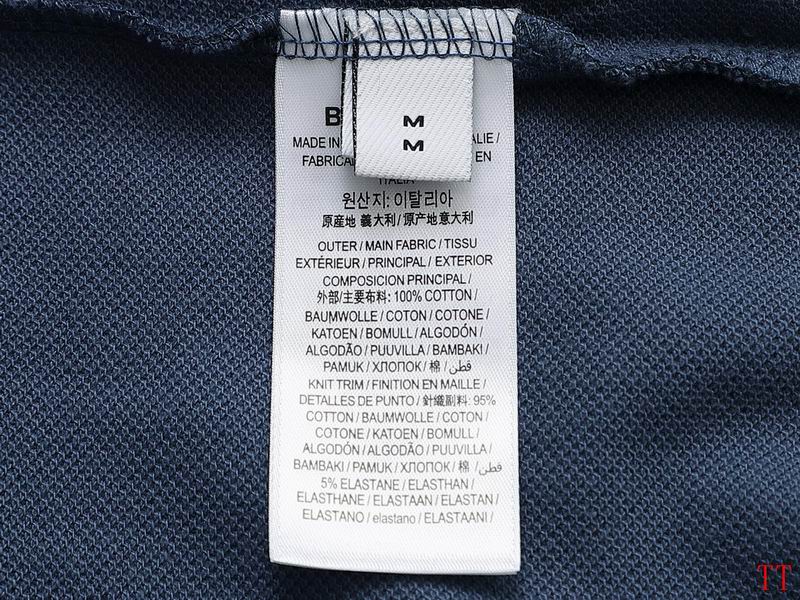 M
M
B
MADE IN ALIE /
FABRICA EN
ITALIA
원산지: 이탈리아
原産地 義大利 / 原产地意大利
OUTER / MAIN FABRIC / TISSU
EXTÉRIEUR / PRINCIPAL / EXTERIOR
COMPOSICION PRINCIPAL /
外部/主要布料: 100% COTTON /
BAUMWOLLE / COTON / COTONE /
KATOEN / BOMULL / ALGODÓN /
ALGODÃO / PUUVILLA / BAMBAKI /
PAMUK / ХЛОПОК / 棉 / قطن /
KNIT TRIM / FINITION EN MAILLE /
DETALLES DE PUNTO / 針織副料: 95%
COTTON / BAUMWOLLE / COTON /
COTONE / KATOEN / BOMULL /
ALGODÓN / ALGODÃO / PUUVILLA /
BAMBAKI / PAMUK / ХЛОПОК / 棉 / قطن
5% ELASTANE / ELASTHAN /
ELASTHANE / ELASTAAN / ELASTAN /
ELASTANO / elastano / ELASTAANI /
TT